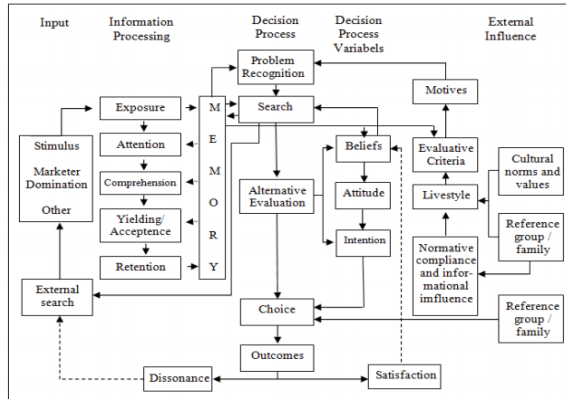 Input
Information
Processing
Decision
Process
Decision
Process
Variabels
External
Influence
Problem
Recognition
Motives
Exposure
M
E
M
O
R
Y
Search
Stimulus
Marketer
Domination
Other
Attention
Beliefs
Evaluative
Criteria
Cultural
norms and
values
Comprehension
Alternative
Evaluation
Attitude
Livestyle
Yielding/
Acceptence
Intention
Normative
compliance
and infor-
mational
imfluence
Reference
group /
family
Retention
External
search
Choice
Reference
group /
family
Outcomes
Dissonance
Satisfaction